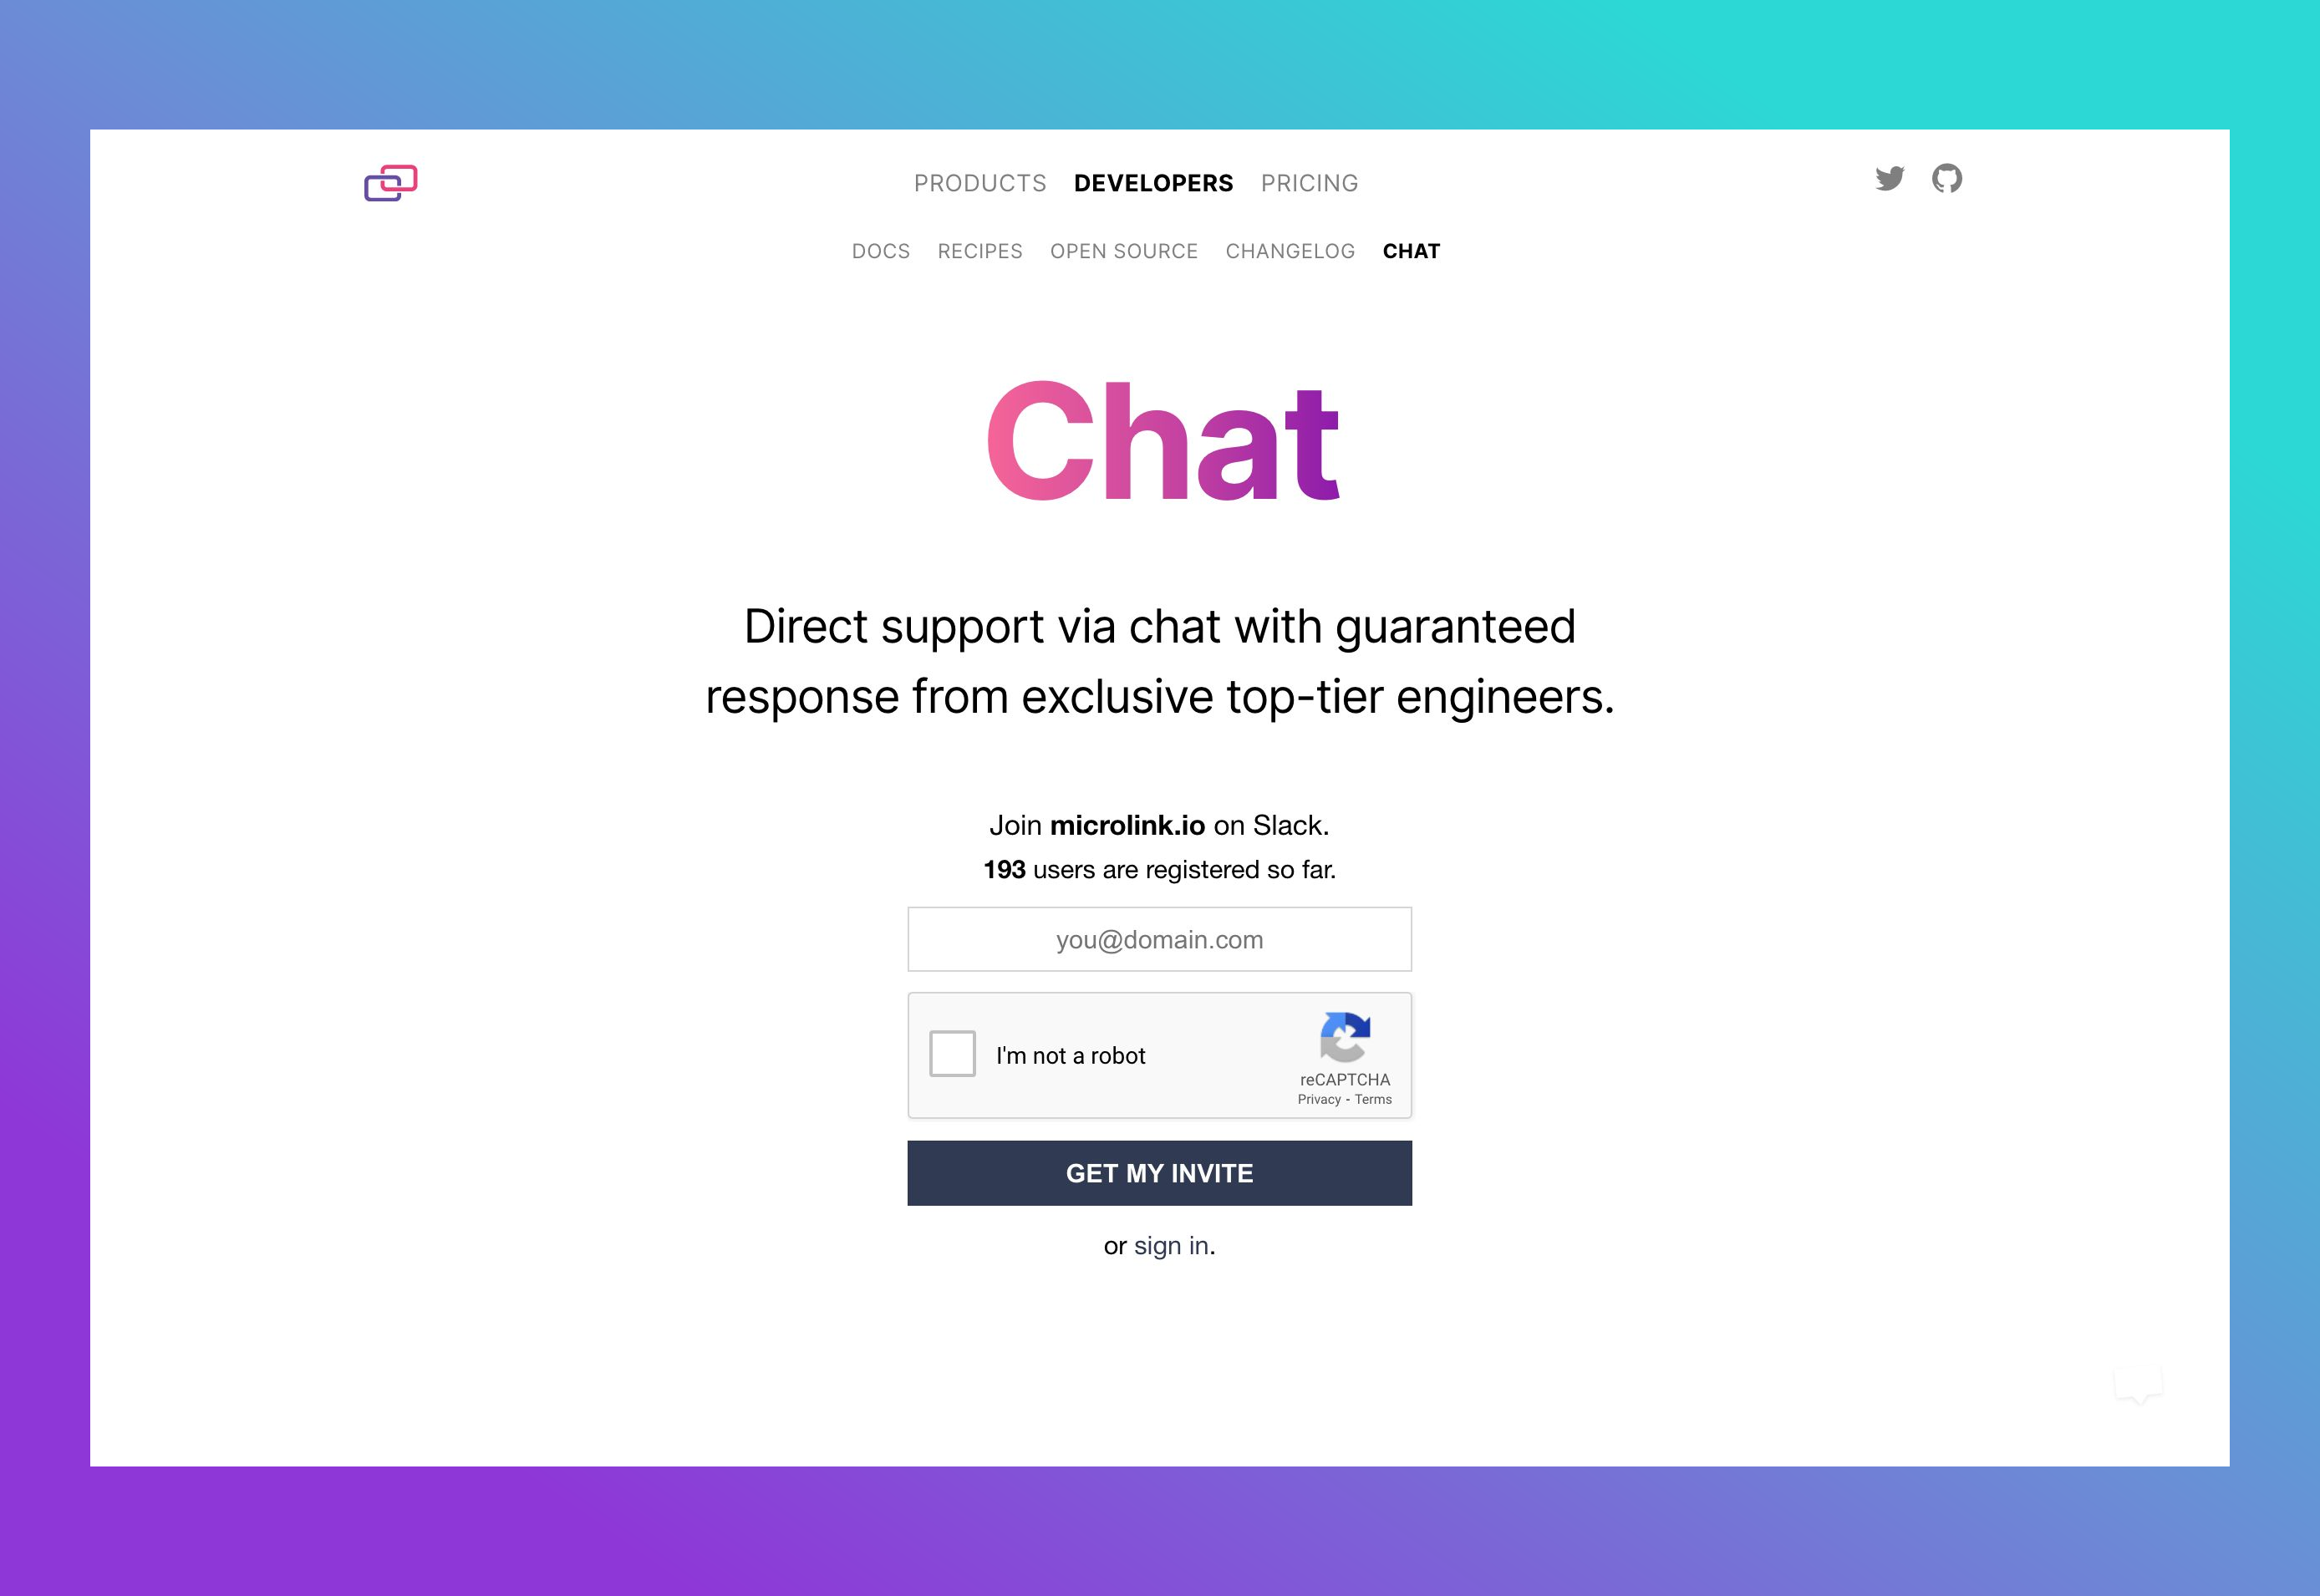 PRODUCTS DEVELOPERS PRICING
DOCS RECIPES OPEN SOURCE CHANGELOG CHAT
Chat
Direct support via chat with guaranteed
response from exclusive top-tier engineers.
Join microlink.io on Slack.
193 users are registered so far.
you@domain.com
I'm not a robot
reCAPTCHA
Privacy - Terms
GET MY INVITE
or sign in.